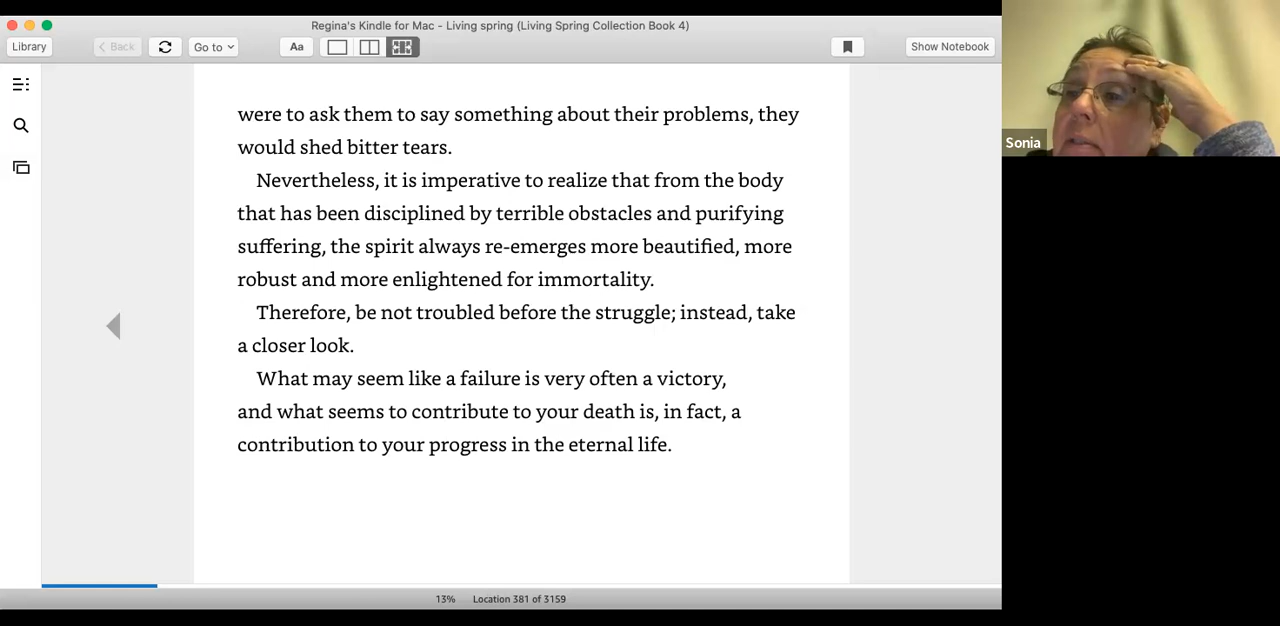 Regina's Kindle for Mac - Living spring (Living Spring Collection Book 4)
Library
Back
Go to
Aa
Show Notebook
were to ask them to say something about their problems, they
would shed bitter tears.
Nevertheless, it is imperative to realize that from the body
that has been disciplined by terrible obstacles and purifying
suffering, the spirit always re-emerges more beautified, more
robust and more enlightened for immortality.
Therefore, be not troubled before the struggle; instead, take
a closer look.
What may seem like a failure is very often a victory,
and what seems to contribute to your death is, in fact, a
contribution to your progress in the eternal life.
13% Location 381 of 3159
Sonia